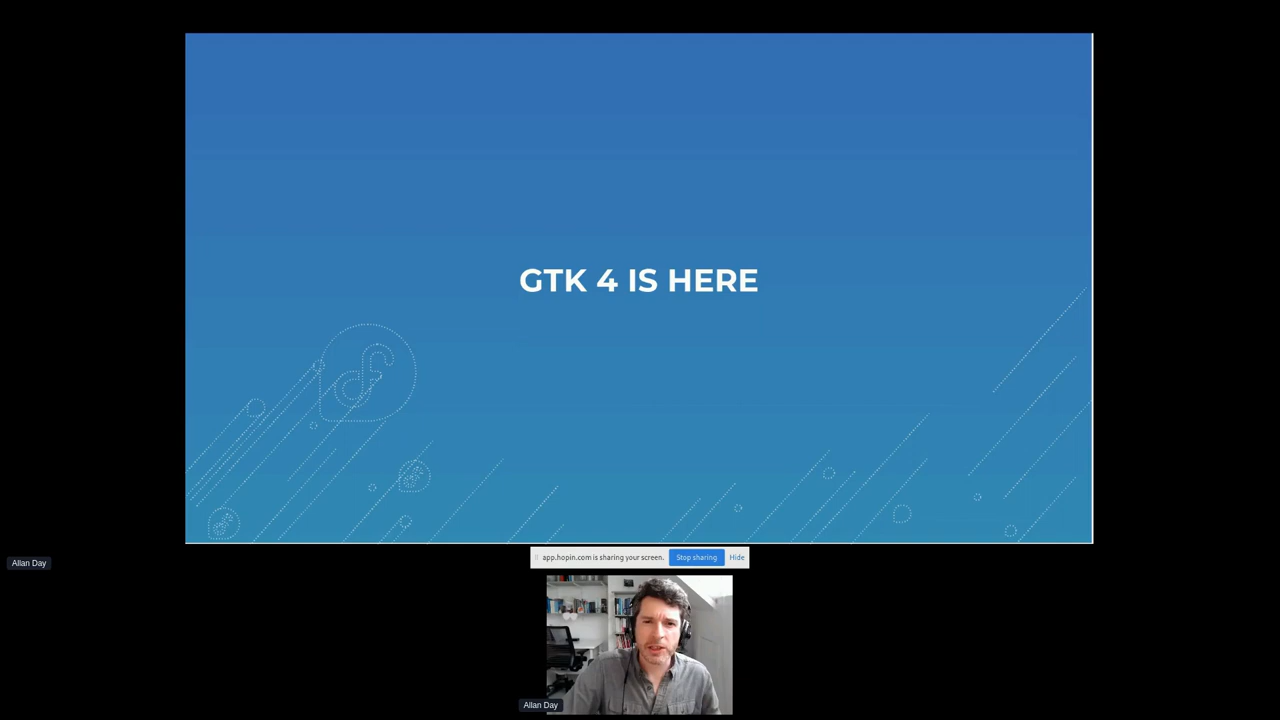 GTK 4 IS HERE
Allan Day
app.hopin.com is sharing your screen. Stop sharing Hide
Allan Day